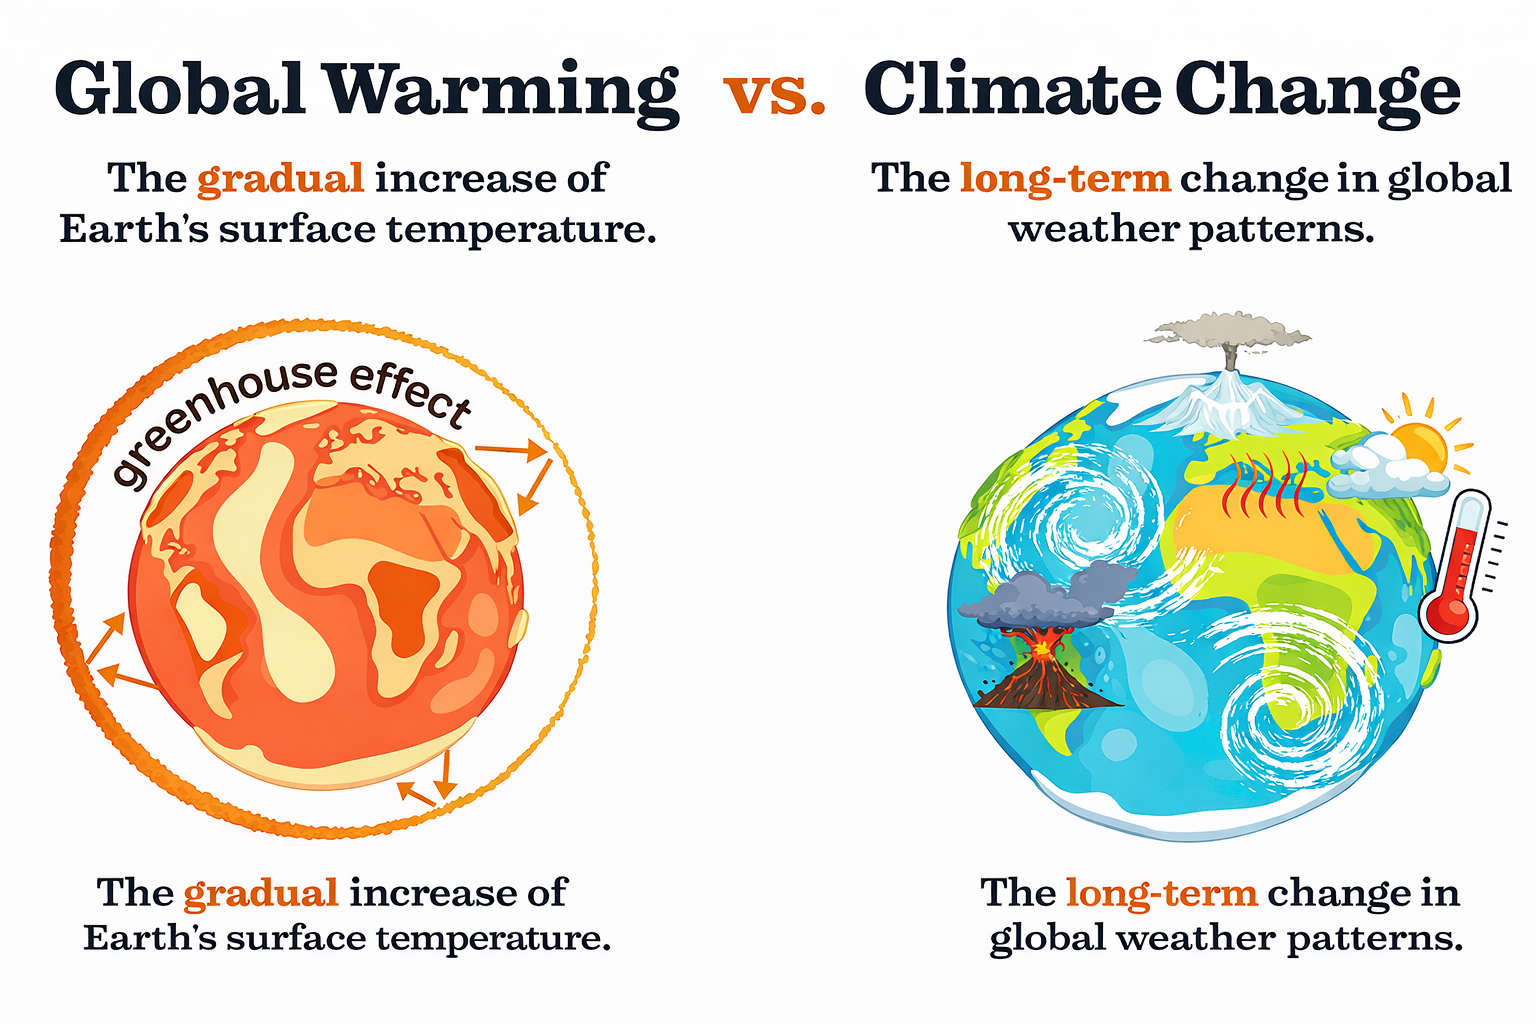 Global Warming vs. Climate Change
The gradual increase of
Earth's surface temperature.
The long-term change in global
weather patterns.
greenhouse effect
The gradual increase of
Earth's surface temperature.
The long-term change in
global weather patterns.